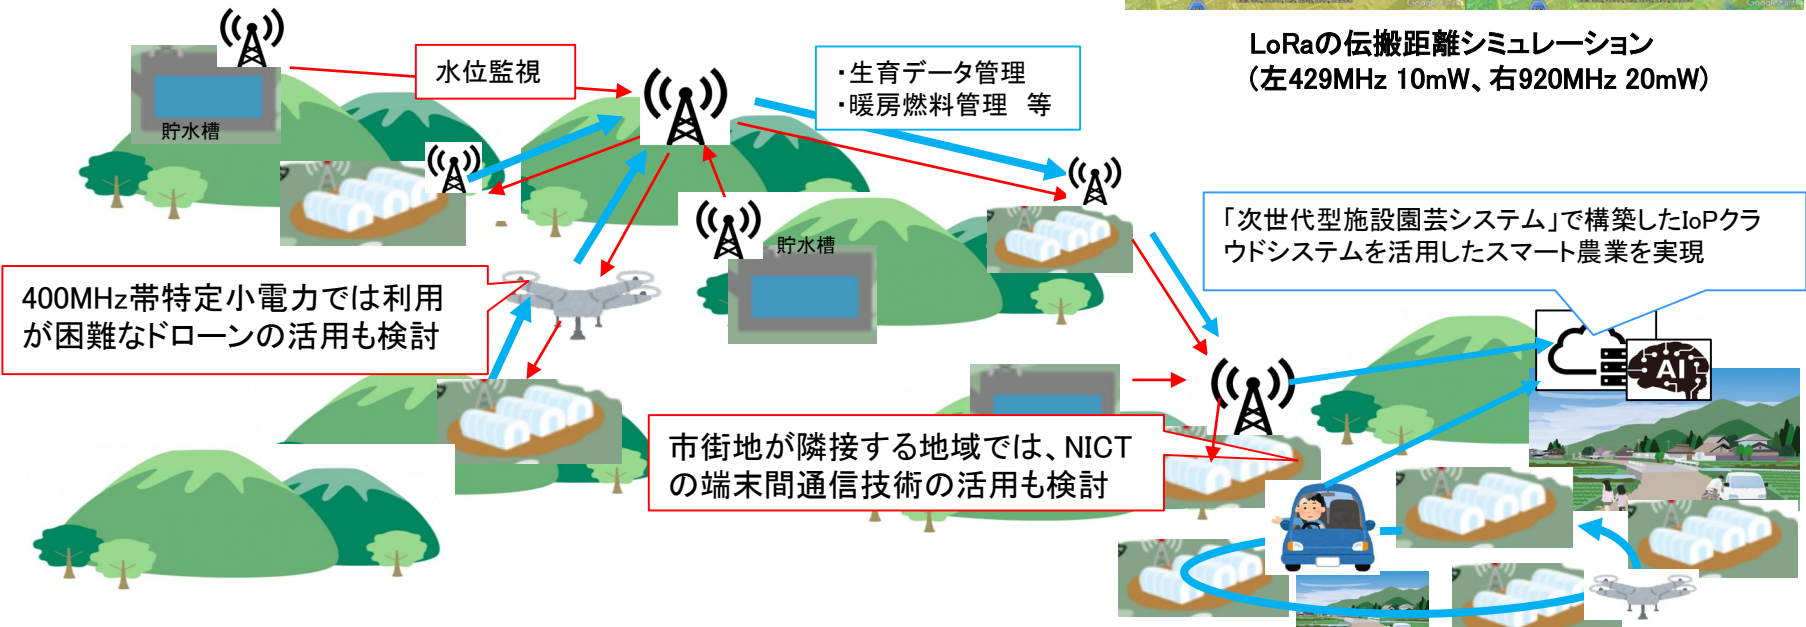 LoRaの伝搬距離シミュレーション
(左429MHz 10mW、右920MHz 20mW)
水位監視
・生育データ管理
・暖房燃料管理　等
貯水槽
貯水槽
「次世代型施設園芸システム」で構築したIoPクラ
ウドシステムを活用したスマート農業を実現
400MHz帯特定小電力では利用
が困難なドローンの活用も検討
AI
市街地が隣接する地域では、NICT
の端末間通信技術の活用も検討